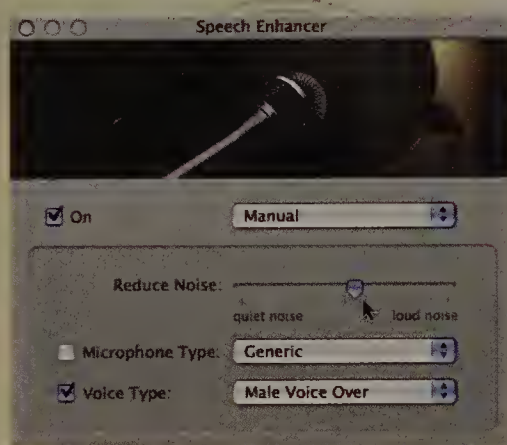 Speech Enhancer
On Manual
Reduce Noise:
quiet noise loud noise
Microphone Type: Generic
Voice Type: Male Voice Over